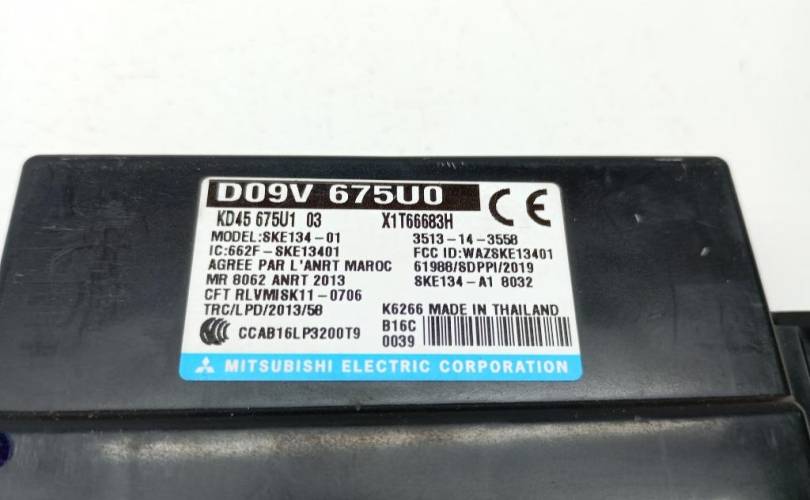 D09V 675U0
CE
KD45 675U1 03 X1T66683H
MODEL:SKE134-01 3513-14-3558
IC:662F-SKE13401 FCC ID:WAZSKE13401
AGREE PAR L'ANRT MAROC 61988/SDPPI/2019
MR 8062 ANRT 2013 SKE134-A1 8032
CFT RLVMISK11-0706
TRC/LPD/2013/58 K6266 MADE IN THAILAND
CCC CCAB16LP3200T9 B16C
0039
MITSUBISHI ELECTRIC CORPORATION